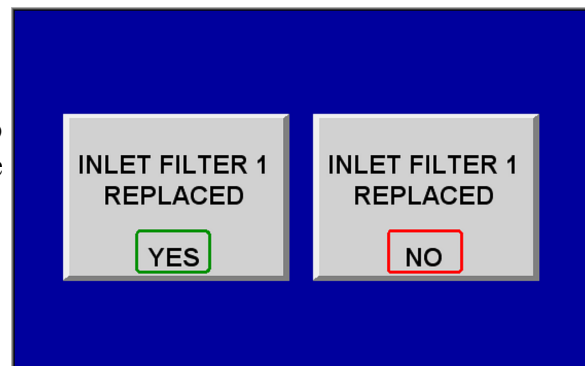 INLET FILTER 1
REPLACED
YES
INLET FILTER 1
REPLACED
NO